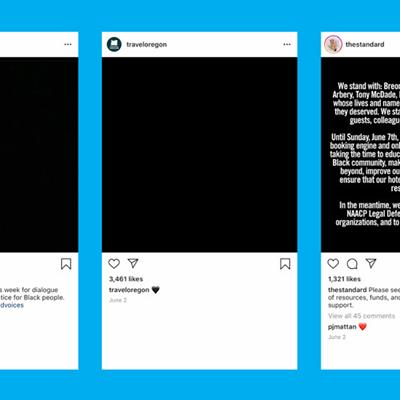 s week for dialogue
tice for Black people.
dvoices
traveloregon
3,461 likes
traveloregon 🖤
June 2
thestandard
We stand with: Breon
Arbery, Tony McDade,
whose lives and name
they deserved. We sta
guests, colleagu
Until Sunday, June 7th,
booking engine and onl
taking the time to educ
Black community, mak
beyond, improve ou
ensure that our hote
res
In the meantime, we
NAACP Legal Defe
organizations, and to
1,321 likes
thestandard Please see
of resources, funds, and
support.
View all 45 comments
pjmattan ❤️
June 2